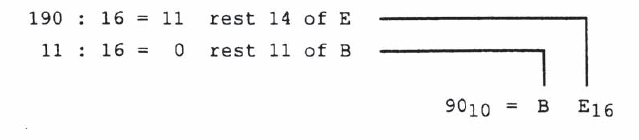 190 : 16 = 11 rest 14 of E
11 : 16 = 0 rest 11 of B
90₁₀ = B E₁₆